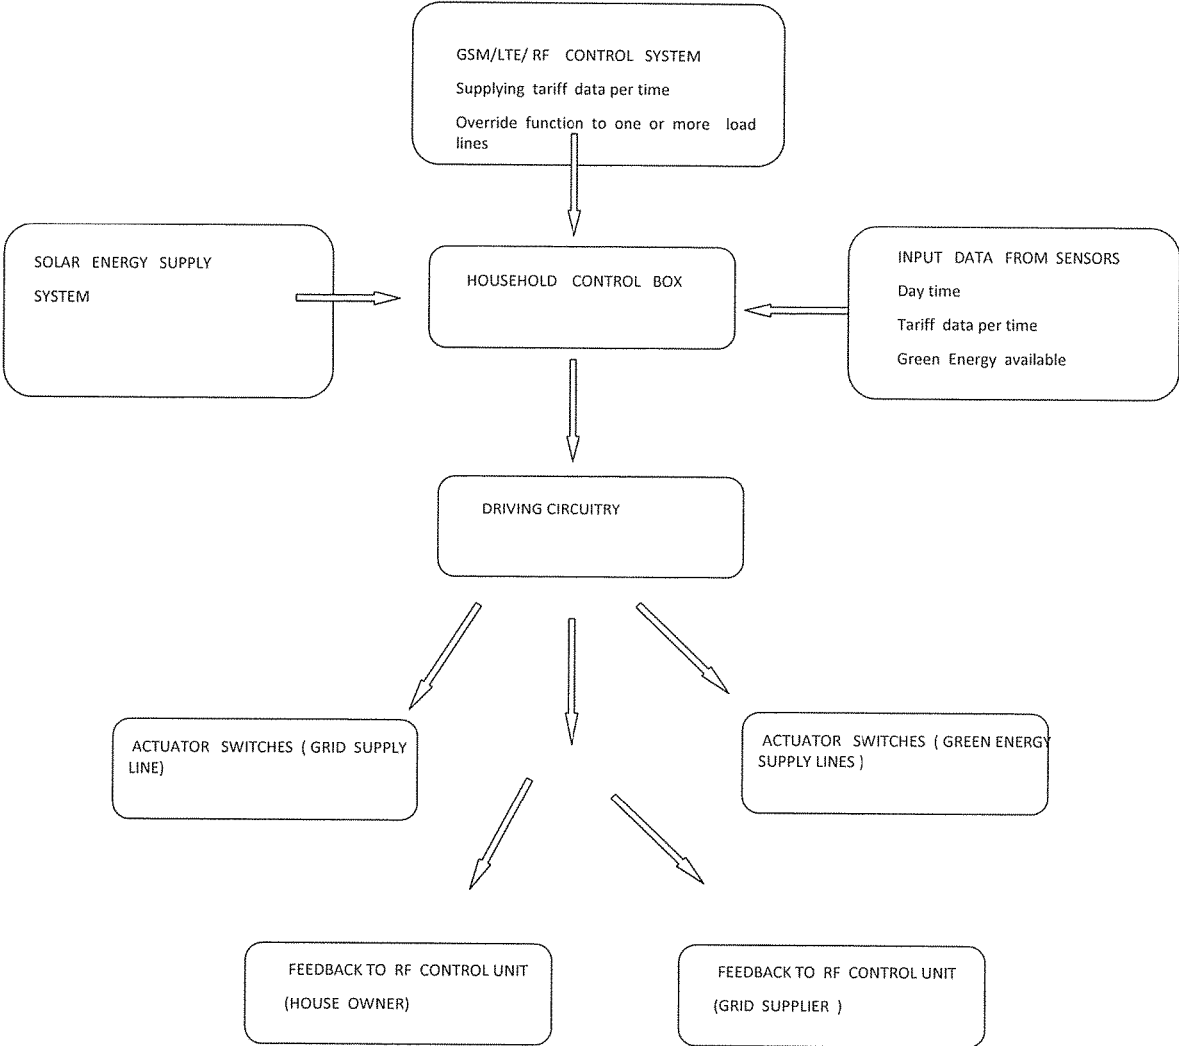 GSM/LTE/ RF CONTROL SYSTEM
Supplying tariff data per time
Override function to one or more load
lines
SOLAR ENERGY SUPPLY
SYSTEM
HOUSEHOLD CONTROL BOX
INPUT DATA FROM SENSORS
Day time
Tariff data per time
Green Energy available
DRIVING CIRCUITRY
ACTUATOR SWITCHES ( GRID SUPPLY
LINE)
ACTUATOR SWITCHES ( GREEN ENERGY
SUPPLY LINES )
FEEDBACK TO RF CONTROL UNIT
(HOUSE OWNER)
FEEDBACK TO RF CONTROL UNIT
(GRID SUPPLIER )